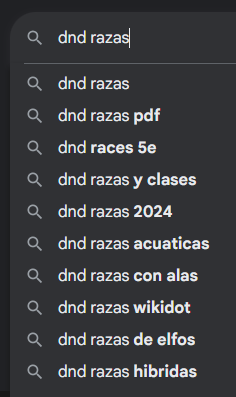 dnd razas
dnd razas
dnd razas pdf
dnd races 5e
dnd razas y clases
dnd razas 2024
dnd razas acuaticas
dnd razas con alas
dnd razas wikidot
dnd razas de elfos
dnd razas hibridas